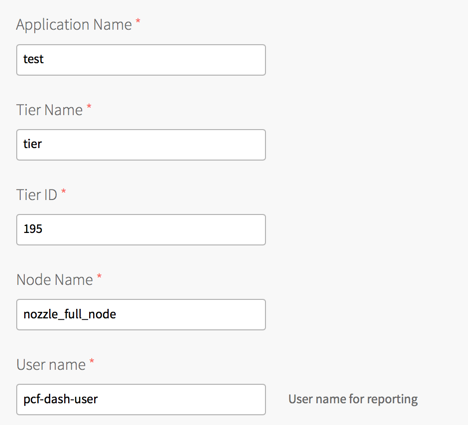 Application Name *
test
Tier Name *
tier
Tier ID *
195
Node Name *
nozzle_full_node
User name *
pcf-dash-user
User name for reporting